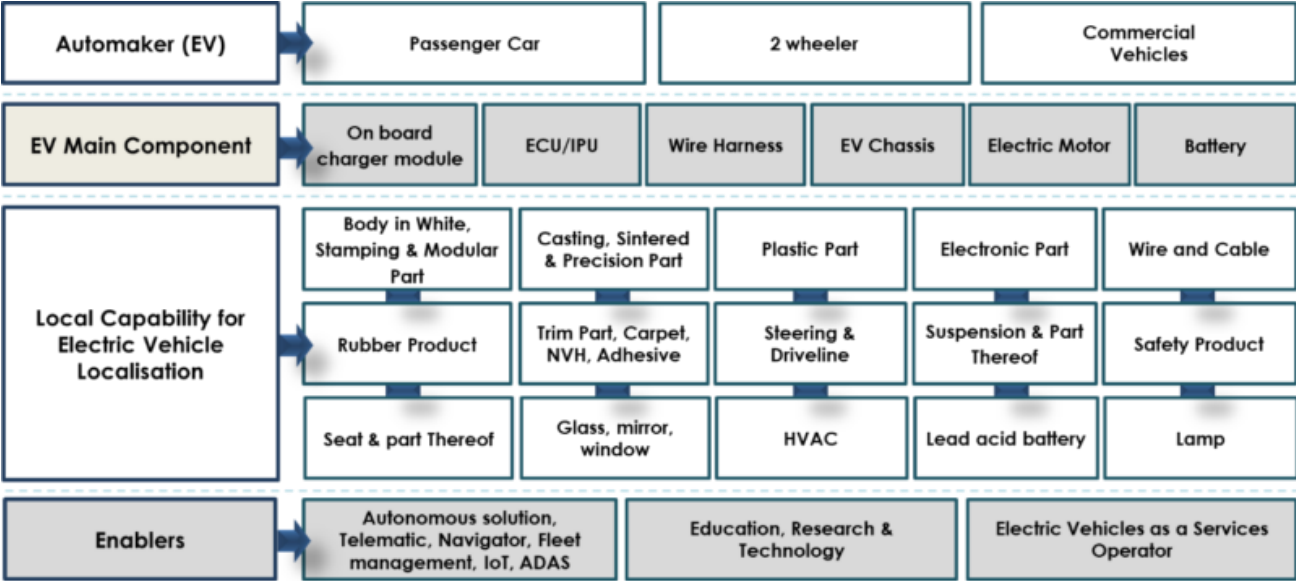 Automaker (EV)
Passenger Car
2 wheeler
Commercial
Vehicles
EV Main Component
On board
charger module
ECU/IPU
Wire Harness
EV Chassis
Electric Motor
Battery
Local Capability for
Electric Vehicle
Localisation
Body in White,
Stamping & Modular
Part
Casting, Sintered
& Precision Part
Plastic Part
Electronic Part
Wire and Cable
Rubber Product
Trim Part, Carpet,
NVH, Adhesive
Steering &
Driveline
Suspension & Part
Thereof
Safety Product
Seat & part Thereof
Glass, mirror,
window
HVAC
Lead acid battery
Lamp
Enablers
Autonomous solution,
Telematic, Navigator, Fleet
management, IoT, ADAS
Education, Research &
Technology
Electric Vehicles as a Services
Operator